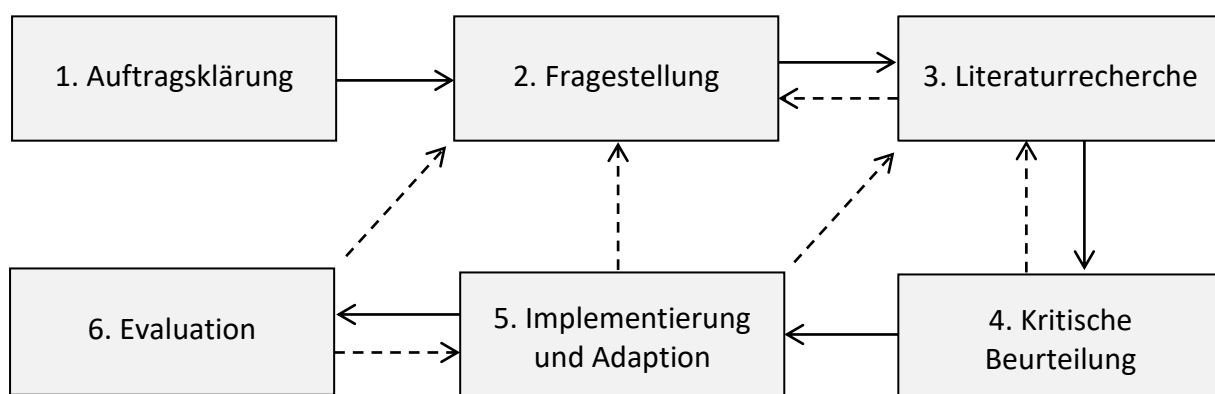 1. Auftragsklärung
2. Fragestellung
3. Literaturrecherche
6. Evaluation
5. Implementierung
und Adaption
4. Kritische
Beurteilung